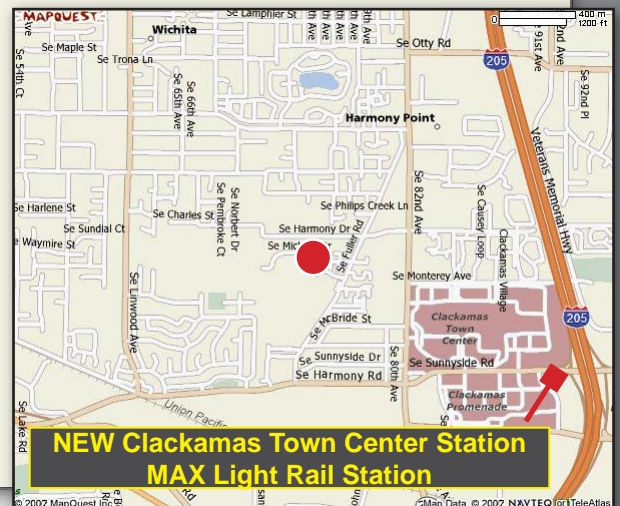 MAPQUEST
400 m
0
1200 ft
Se Lamphier St
Wichita
Se Maple St
Se Trona Ln
Se Otty Rd
205
Se 54th Ct
Se 65th Ave
Se 66th Ave
Se 91st Ave
Se 92nd Pl
Harmony Point
Veterans Memorial Hwy
Se Harlene St
Se Charles St
Se Pembroke Ct
Se Norbert Dr
Se Philips Creek Ln
Se 82nd Ave
Se Causey Loop
Se Sundial Ct
Se Harmony Dr
Waymire St
Se Fuller Rd
Clackamas Village
Se Linwood Ave
Se Monterey Ave
Clackamas
Town
Center
205
Bride St
Se Sunnyside Dr
Se Sunnyside Rd
Se Harmony Rd
Se 80th Ave
Clackamas
Promenade
Se Lake Rd
Union Pacific
NEW Clackamas Town Center Station
MAX Light Rail Station
© 2007 MapQuest Inc
Map Data © 2007 NAVTEQ or TeleAtlas